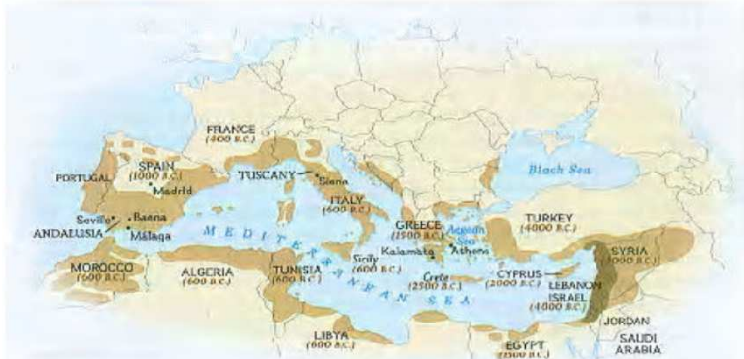 FRANCE
(400 B.C.)
SPAIN
(1000 B.C.)
PORTUGAL
Madrid
TUSCANY
Siena
ITALY
(600 B.C.)
Black Sea
Seville
Baena
ANDALUSIA
Málaga
MEDITERRANEAN SEA
GREECE
(2500 B.C.)
Aegean
Sea
TURKEY
(4000 B.C.)
Kalamata
Athens
Sicily
(600 B.C.)
Crete
(2500 B.C.)
CYPRUS
(2000 B.C.)
SYRIA
LEBANON
ISRAEL
(4000 B.C.)
MOROCCO
(600 B.C.)
ALGERIA
(600 B.C.)
TUNISIA
(600 B.C.)
LIBYA
(600 B.C.)
EGYPT
(1500 B.C.)
JORDAN
SAUDI
ARABIA